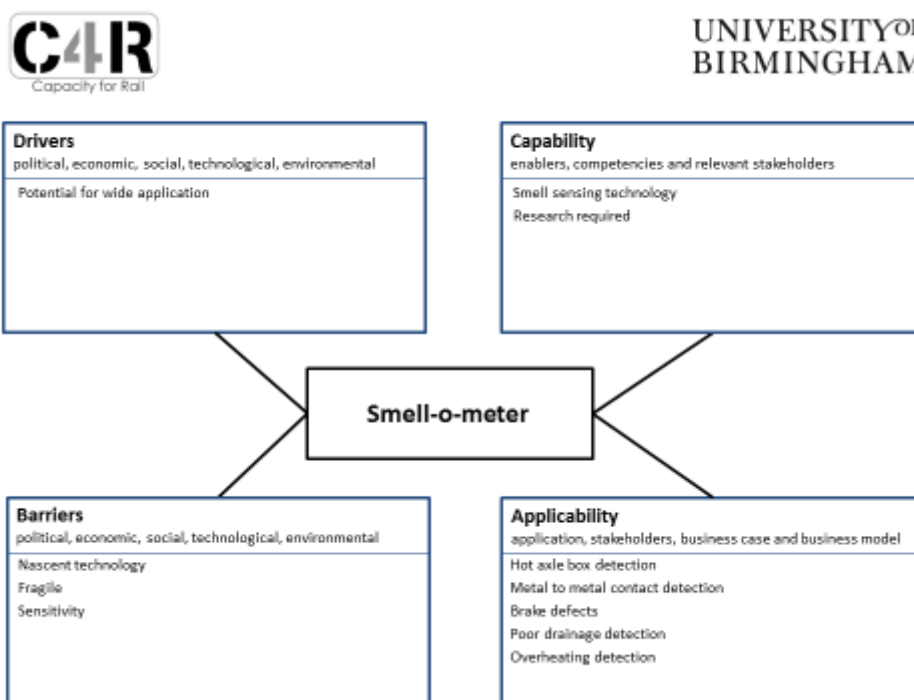 C4R
Capacity for Rail
UNIVERSITY OF
BIRMINGHAM
Drivers
political, economic, social, technological, environmental
Potential for wide application
Capability
enablers, competencies and relevant stakeholders
Smell sensing technology
Research required
Smell-o-meter
Barriers
political, economic, social, technological, environmental
Nascent technology
Fragile
Sensitivity
Applicability
application, stakeholders, business case and business model
Hot axle box detection
Metal to metal contact detection
Brake defects
Poor drainage detection
Overheating detection